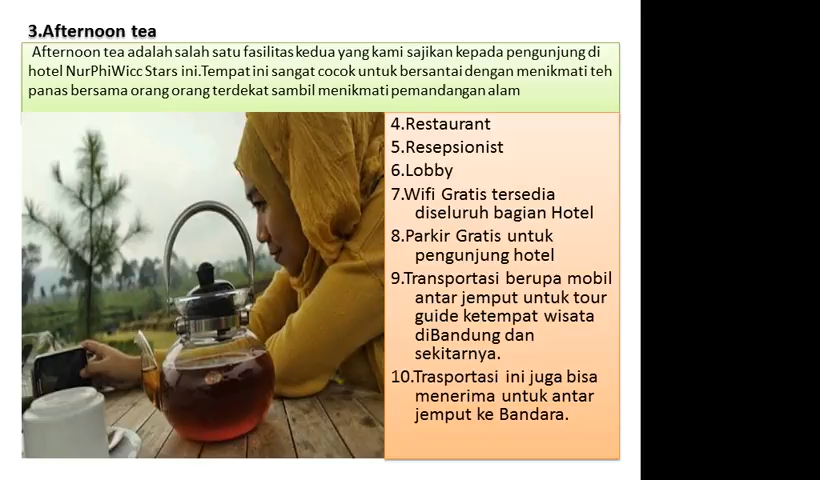 3.Afternoon tea
Afternoon tea adalah salah satu fasilitas kedua yang kami sajikan kepada pengunjung di
hotel NurPhiWicc Stars ini.Tempat ini sangat cocok untuk bersantai dengan menikmati teh
panas bersama orang orang terdekat sambil menikmati pemandangan alam
4.Restaurant
5.Resepsionist
6.Lobby
7.Wifi Gratis tersedia
diseluruh bagian Hotel
8.Parkir Gratis untuk
pengunjung hotel
9.Transportasi berupa mobil
antar jemput untuk tour
guide ketempat wisata
diBandung dan
sekitarnya.
10.Trasportasi ini juga bisa
menerima untuk antar
jemput ke Bandara.